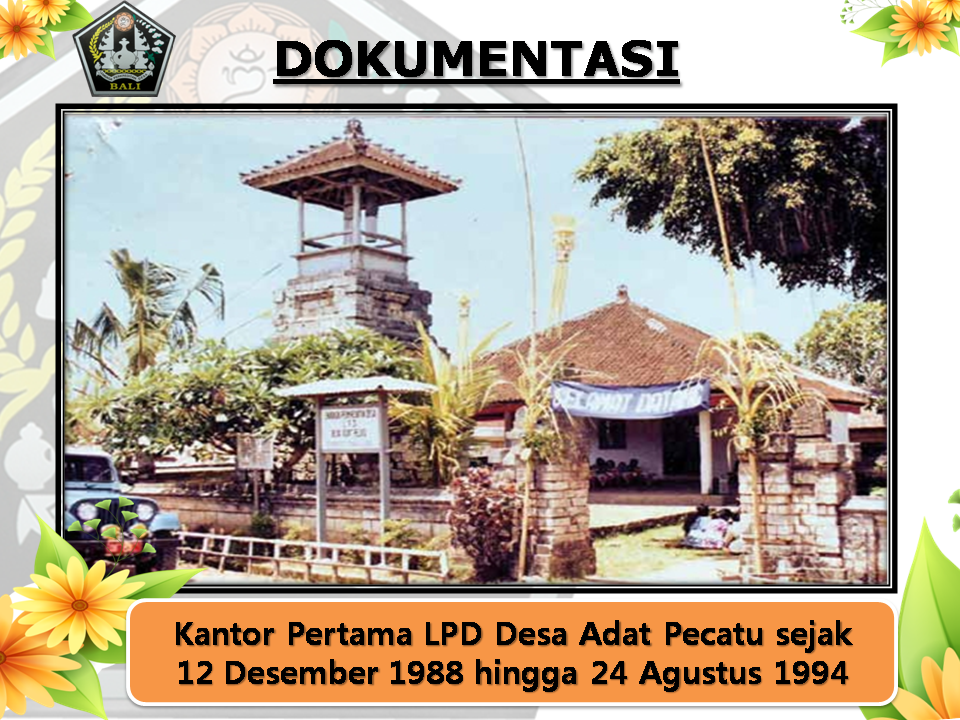 BALI
DOKUMENTASI
SELAMAT DATANG
L P D
Kantor Pertama LPD Desa Adat Pecatu sejak
12 Desember 1988 hingga 24 Agustus 1994